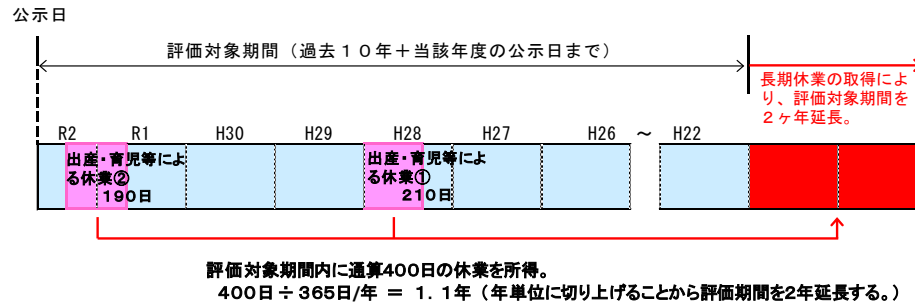 公示日
評価対象期間（過去１０年＋当該年度の公示日まで）
長期休業の取得によ
り、評価対象期間を
２ヶ年延長。
R2 R1 H30 H29 H28 H27 H26 ～ H22
出産・育児等によ
る休業②
190日
出産・育児等によ
る休業①
210日
評価対象期間内に通算400日の休業を所得。
400日÷365日/年 ＝ １．１年（年単位に切り上げることから評価期間を2年延長する。）